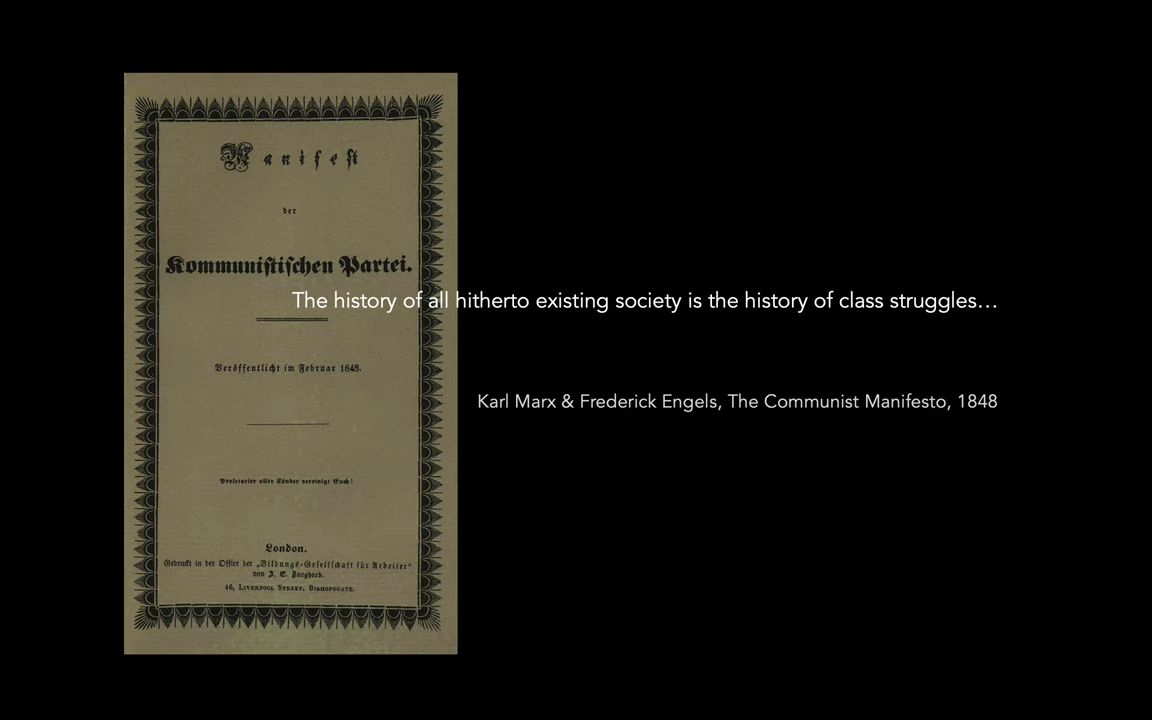 Manifest
der
Kommunistischen Partei.
The history of all hitherto existing society is the history of class struggles…
Veröffentlicht im Februar 1848.
Karl Marx & Frederick Engels, The Communist Manifesto, 1848
Proletarier aller Länder vereinigt Euch!
London.
Gedruckt in der Office der „Bildungs-Gesellschaft für Arbeiter"
von J. E. Burghard.
46, LIVERPOOL STREET, BISHOPSGATE.